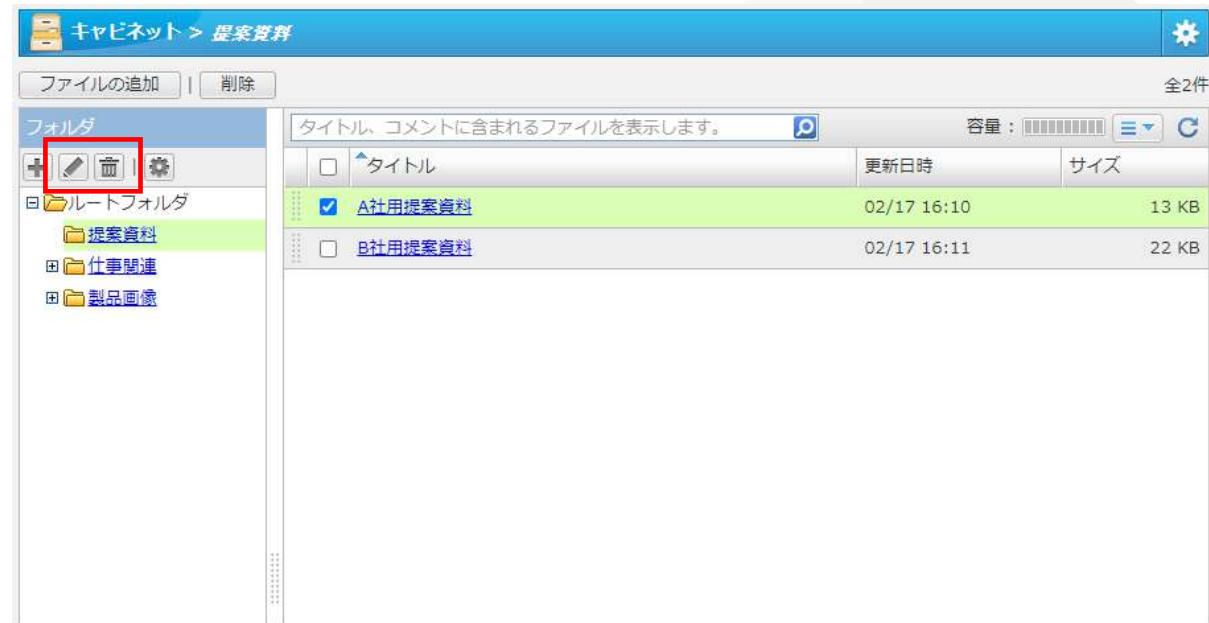 キャビネット > 提案資料
ファイルの追加 | 削除
全2件
フォルダ
タイトル、コメントに含まれるファイルを表示します。
容量：
タイトル 更新日時 サイズ
ルートフォルダ
提案資料
仕事関連
製品画像
A社用提案資料 02/17 16:10 13 KB
B社用提案資料 02/17 16:11 22 KB